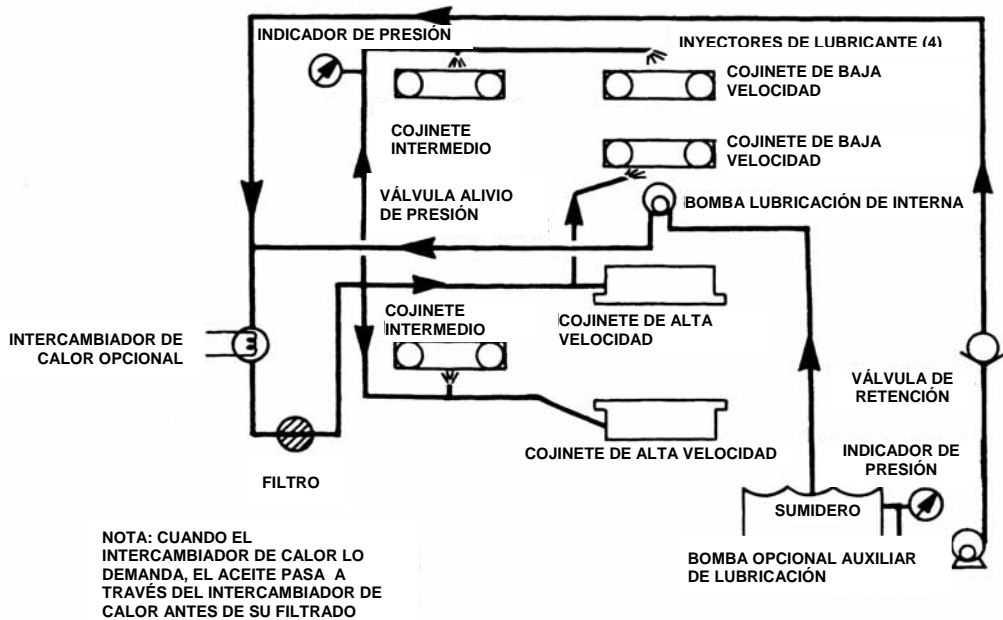 INDICADOR DE PRESIÓN
INYECTORES DE LUBRICANTE (4)
COJINETE DE BAJA
VELOCIDAD
COJINETE
INTERMEDIO
COJINETE DE BAJA
VELOCIDAD
VÁLVULA ALIVIO
DE PRESIÓN
BOMBA LUBRICACIÓN DE INTERNA
COJINETE
INTERMEDIO
COJINETE DE ALTA
VELOCIDAD
INTERCAMBIADOR DE
CALOR OPCIONAL
VÁLVULA DE
RETENCIÓN
COJINETE DE ALTA VELOCIDAD
INDICADOR DE
PRESIÓN
FILTRO
SUMIDERO
BOMBA OPCIONAL AUXILIAR
DE LUBRICACIÓN
NOTA: CUANDO EL
INTERCAMBIADOR DE CALOR LO
DEMANDA, EL ACEITE PASA A
TRAVÉS DEL INTERCAMBIADOR DE
CALOR ANTES DE SU FILTRADO